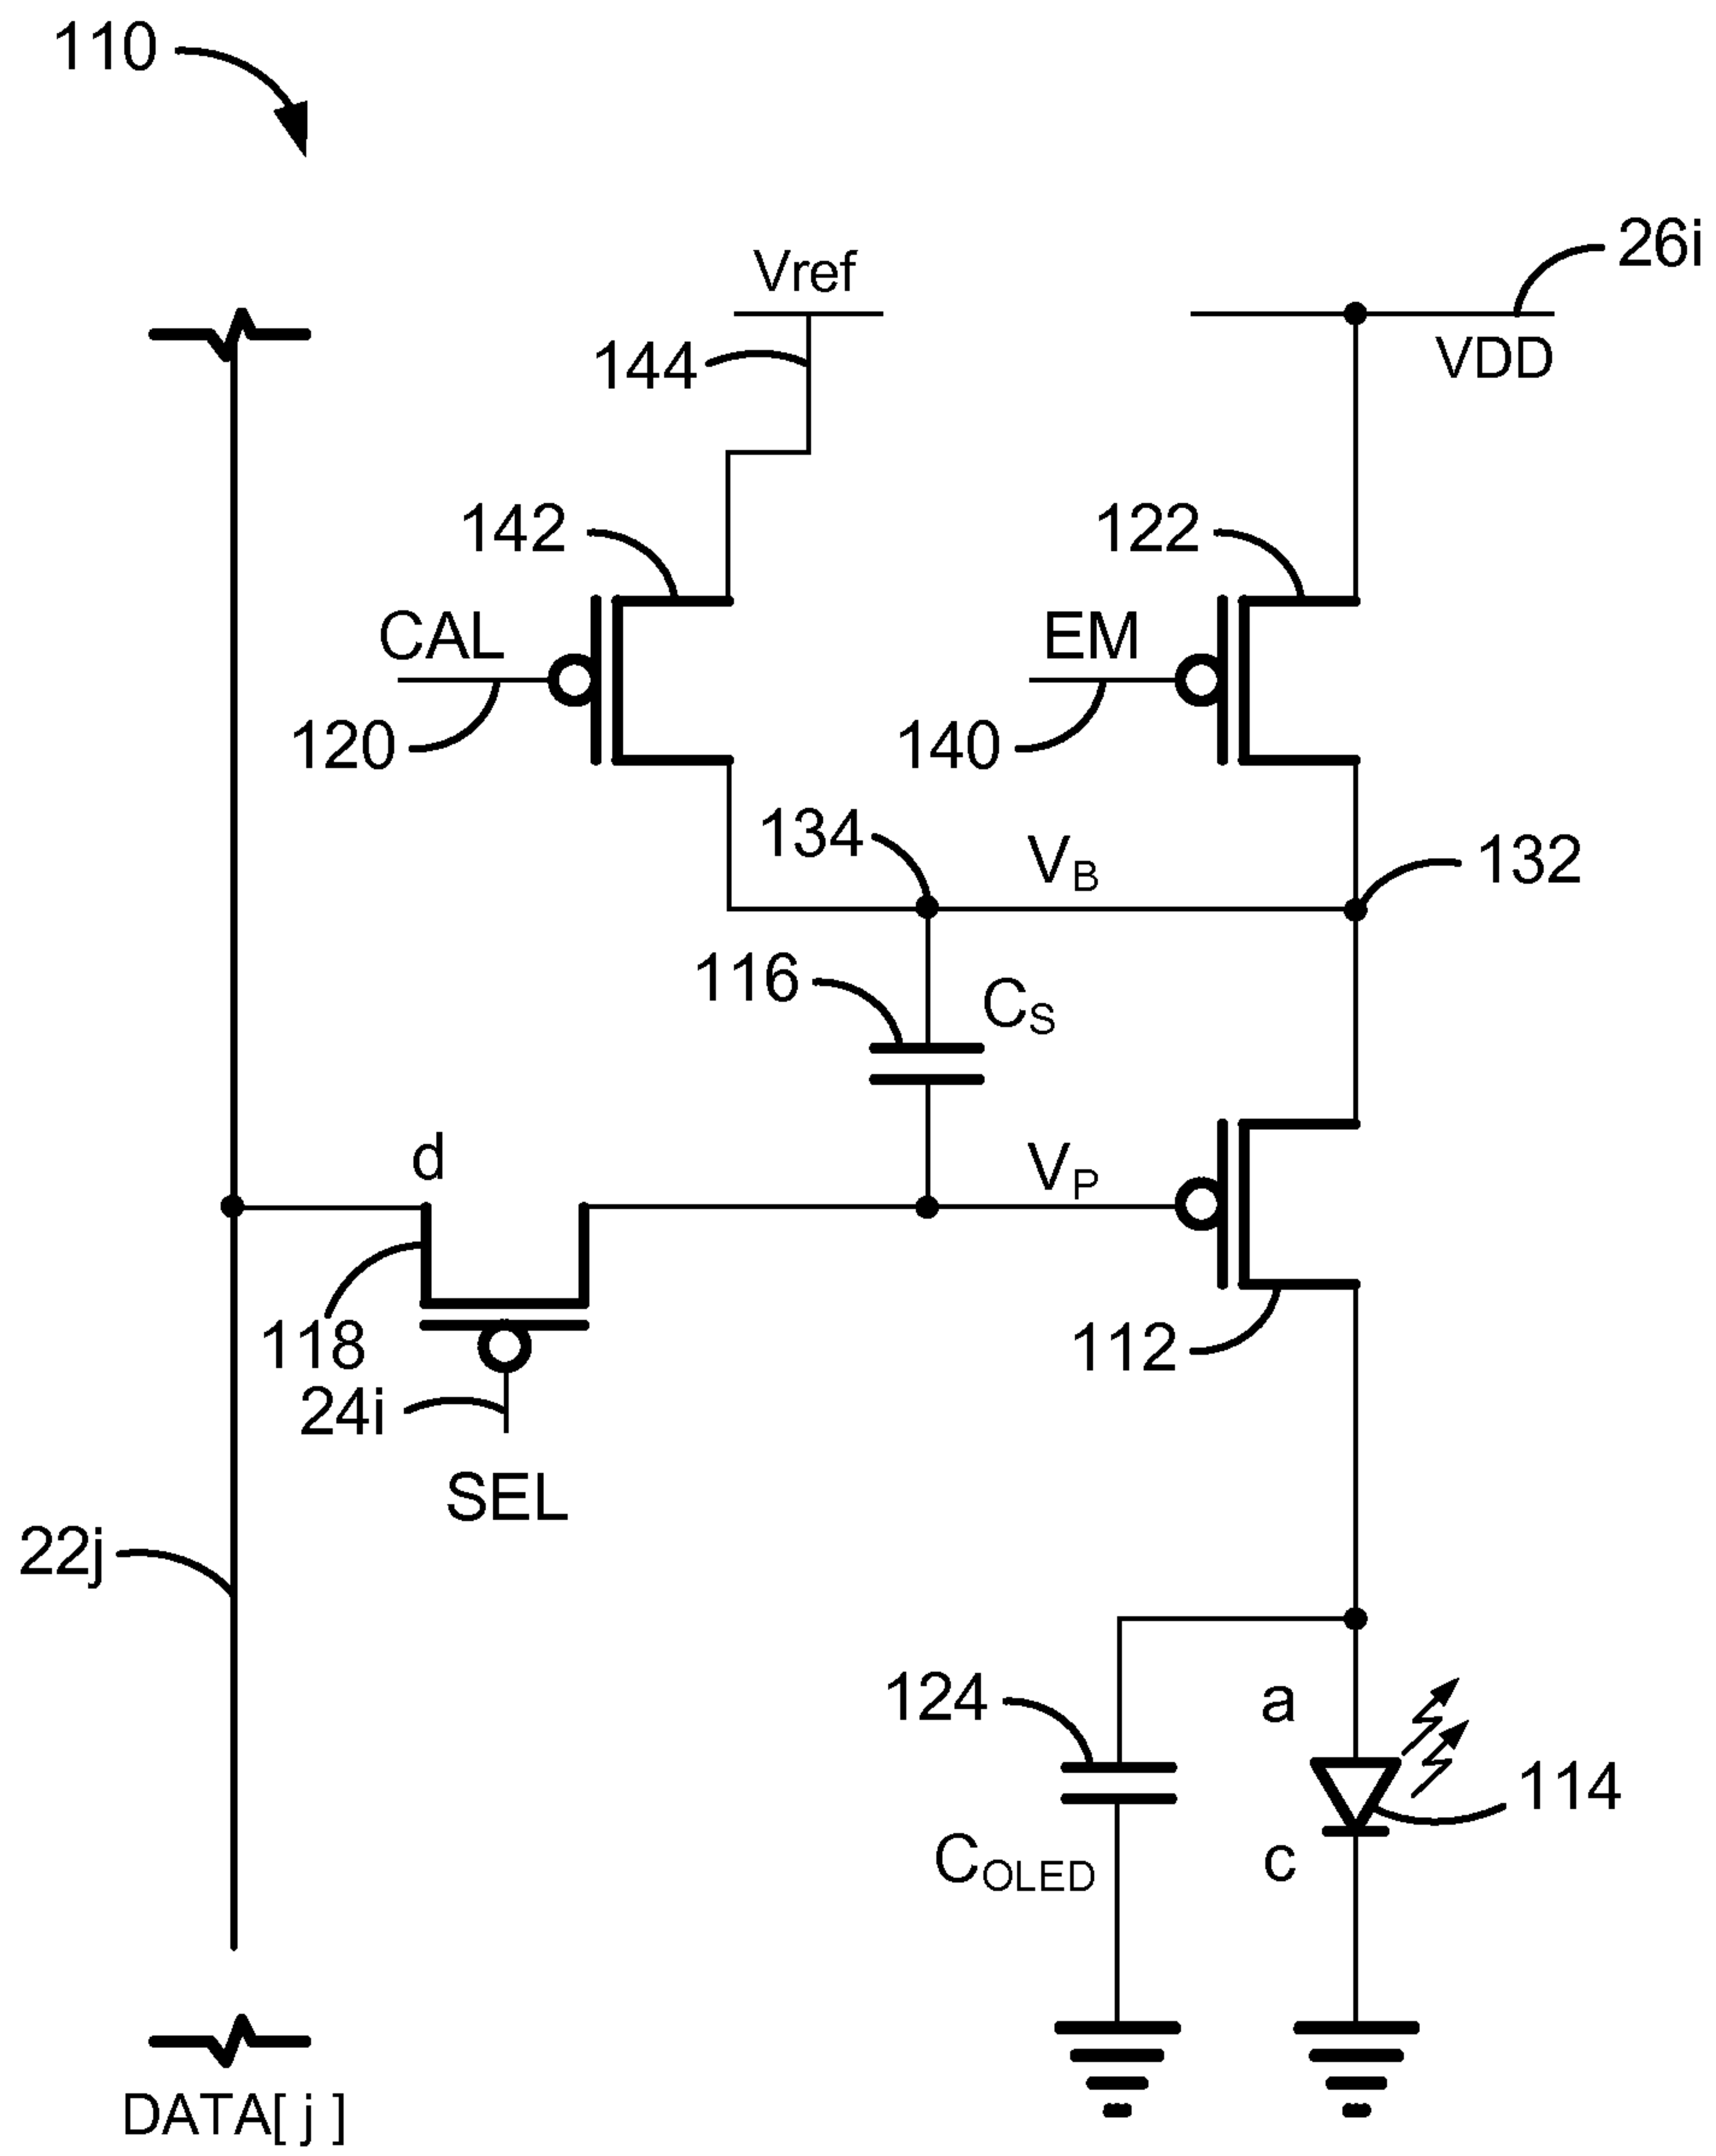 110
26i
Vref
VDD
144
142
122
CAL
EM
120
140
134
VB
132
116
CS
d
VP
118
112
24i
SEL
22j
124
a
114
COLED
c
DATA[ j ]